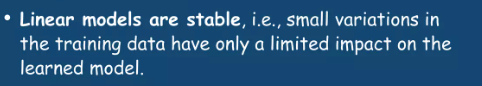 • Linear models are stable, i.e., small variations in
the training data have only a limited impact on the
learned model.